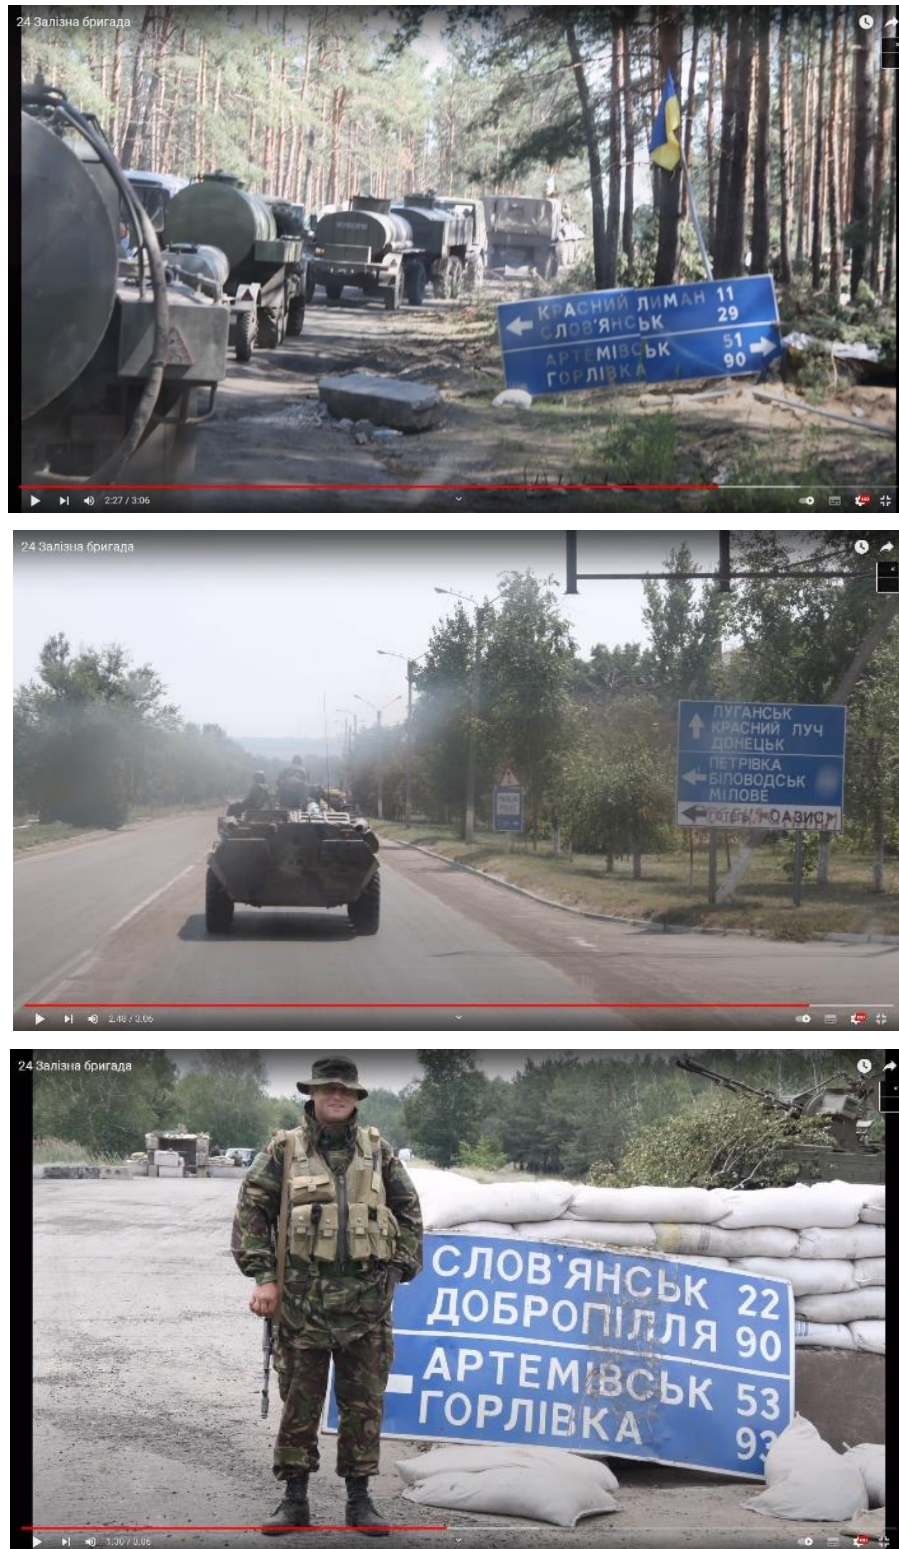 24 Залізна бригада
КРАСНИЙ ЛИМАН 11
СЛОВ'ЯНСЬК 29
АРТЕМІВСЬК 51
ГОРЛІВКА 90
2:27 / 3:06
24 Залізна бригада
ЛУГАНСЬК
КРАСНИЙ ЛУЧ
ДОНЕЦЬК
ПЕТРІВКА
БІЛОВОДСЬК
МІЛОВЕ
ГОТЕЛЬ "ОАЗИС"
2:48 / 3:06
24 Залізна бригада
СЛОВ'ЯНСЬК 22
ДОБРОПІЛЛЯ 90
АРТЕМІВСЬК 53
ГОРЛІВКА 93
1:30 / 3:06